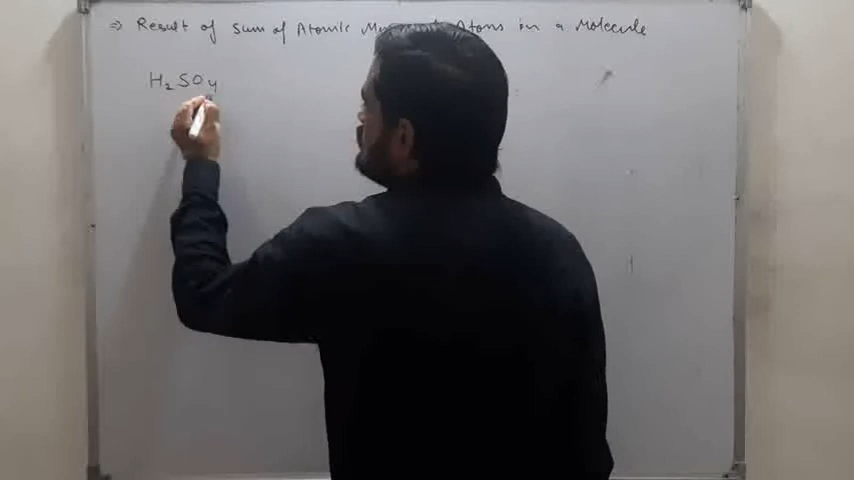 ⇒ Result of Sum of Atomic Atoms in a Molecule
H₂SO₄